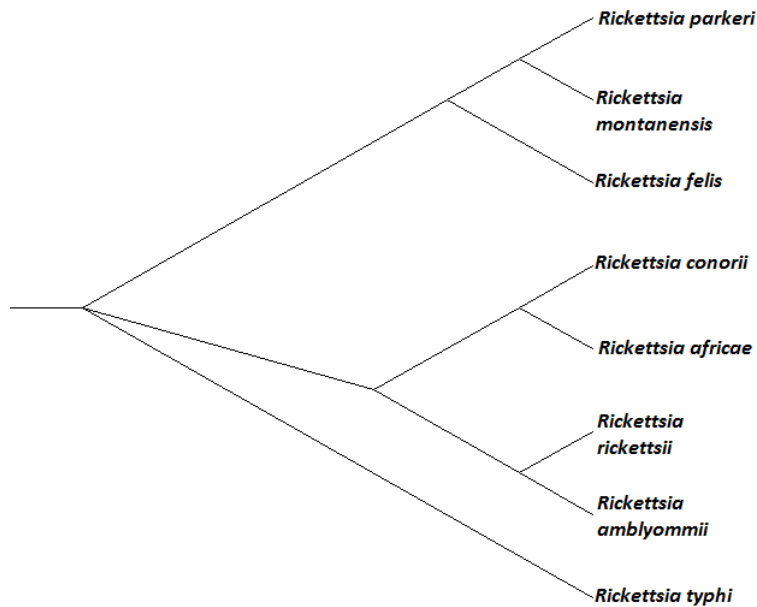 Rickettsia parkeri
Rickettsia
montanensis
Rickettsia felis
Rickettsia conorii
Rickettsia africae
Rickettsia
rickettsii
Rickettsia
amblyommii
Rickettsia typhi